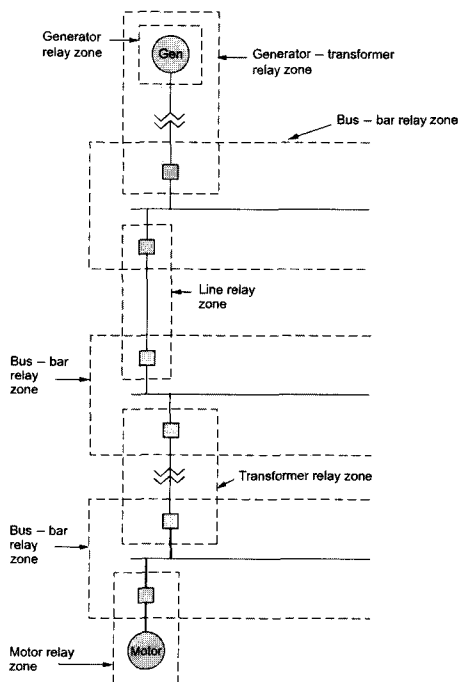 Generator
relay zone
Gen
Generator – transformer
relay zone
Bus – bar relay zone
Line relay
zone
Bus – bar
relay
zone
Transformer relay zone
Bus – bar
relay
zone
Motor relay
zone
Motor